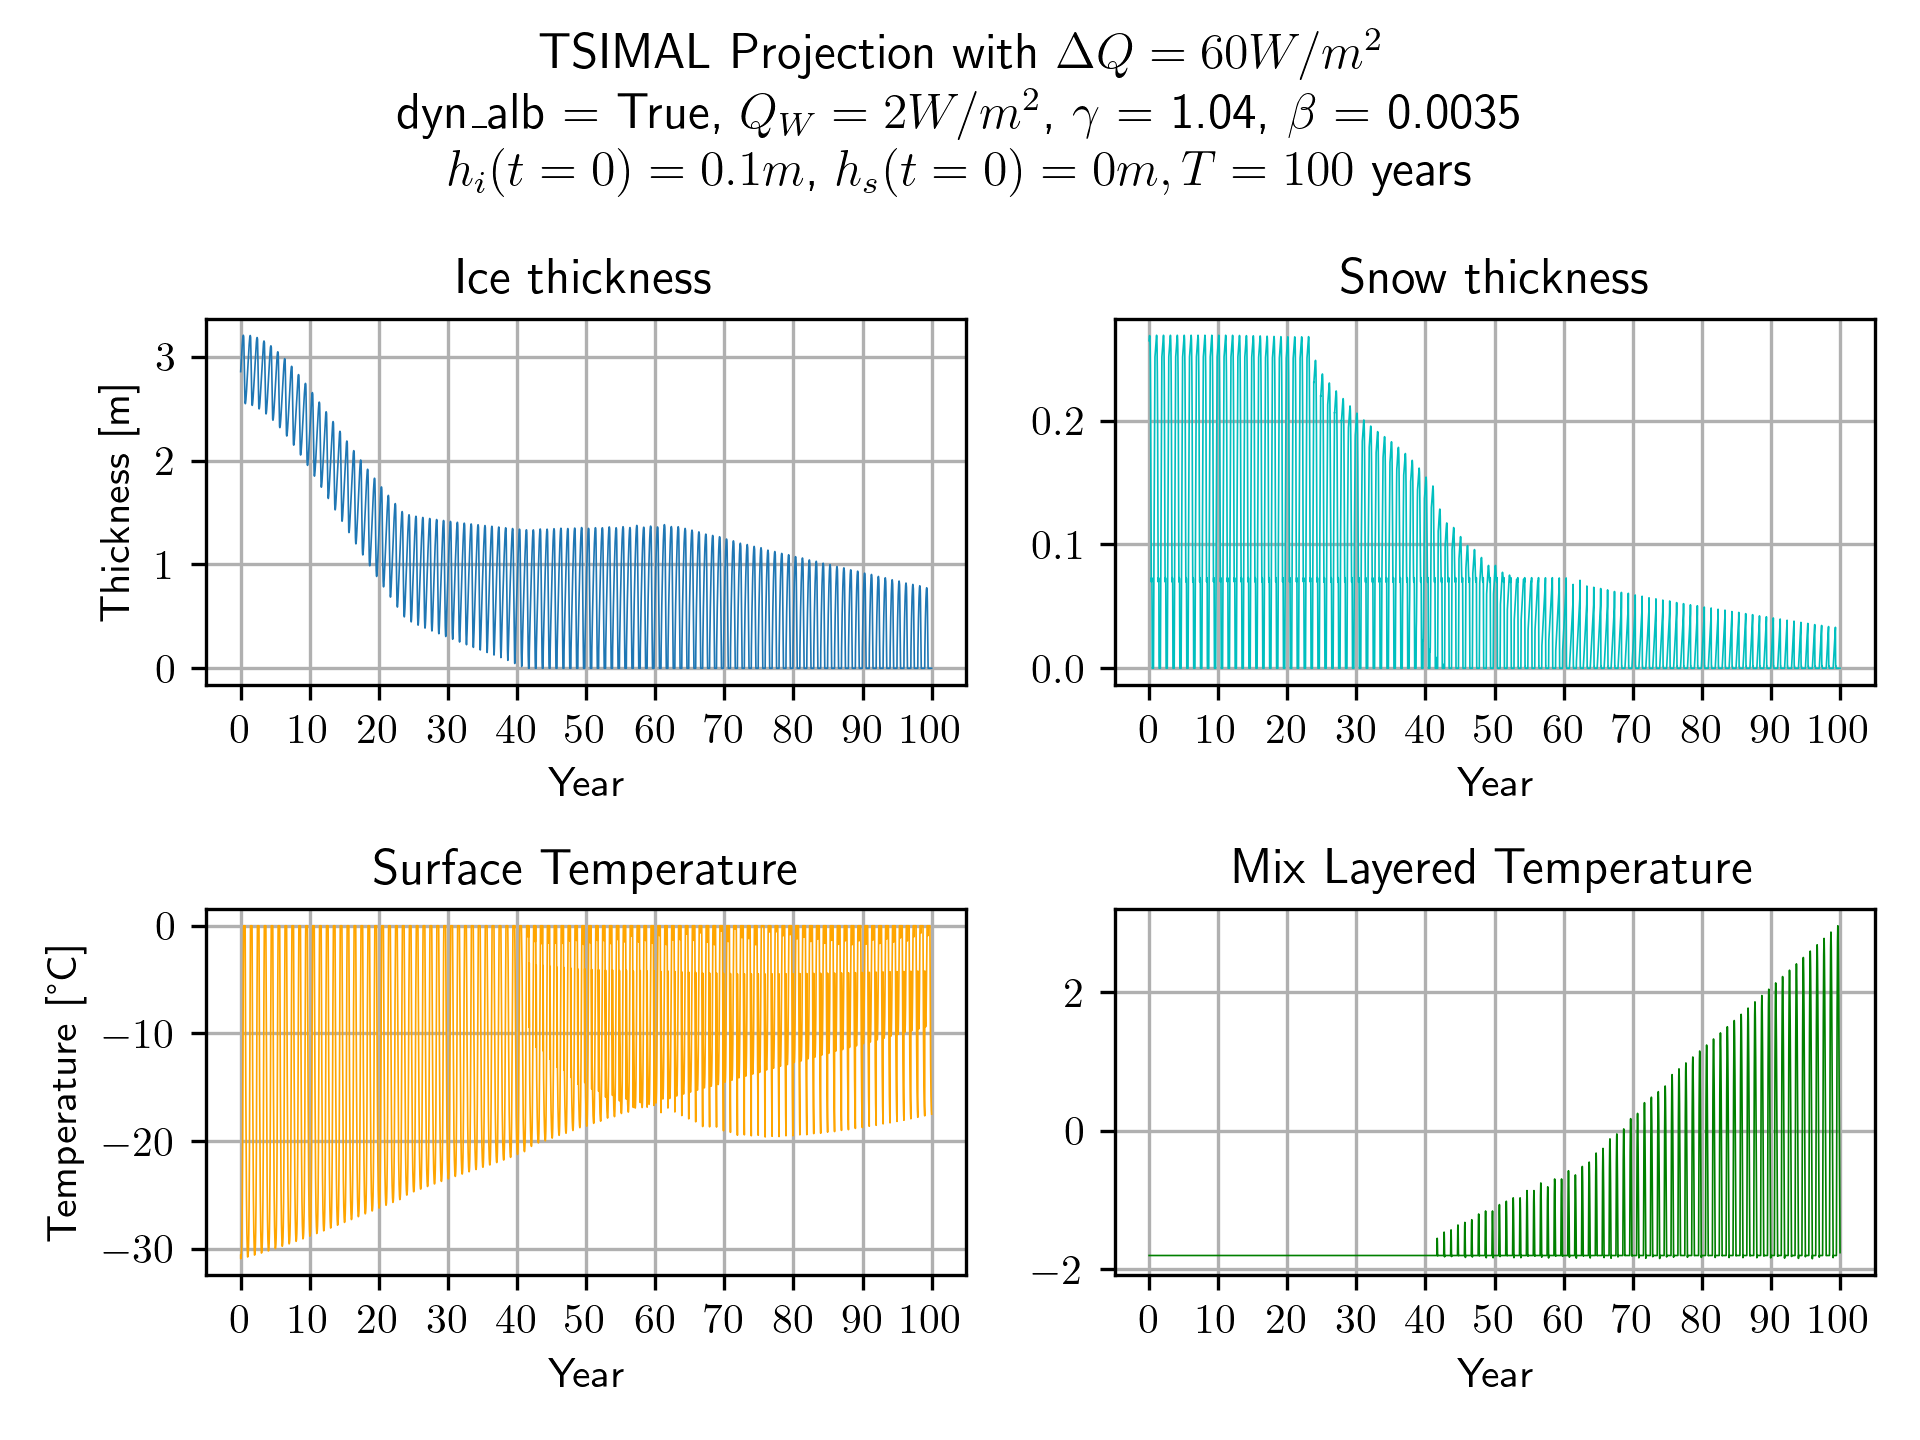 TSIMAL Projection with ΔQ = 60W/m²
dyn_alb = True, Q_W = 2W/m², γ = 1.04, β = 0.0035
h_i(t = 0) = 0.1m, h_s(t = 0) = 0m, T = 100 years
Ice thickness
Thickness [m]
3
2
1
0
0 10 20 30 40 50 60 70 80 90 100
Year
Snow thickness
0.2
0.1
0.0
0 10 20 30 40 50 60 70 80 90 100
Year
Surface Temperature
Temperature [°C]
0
−10
−20
−30
0 10 20 30 40 50 60 70 80 90 100
Year
Mix Layered Temperature
2
0
−2
0 10 20 30 40 50 60 70 80 90 100
Year